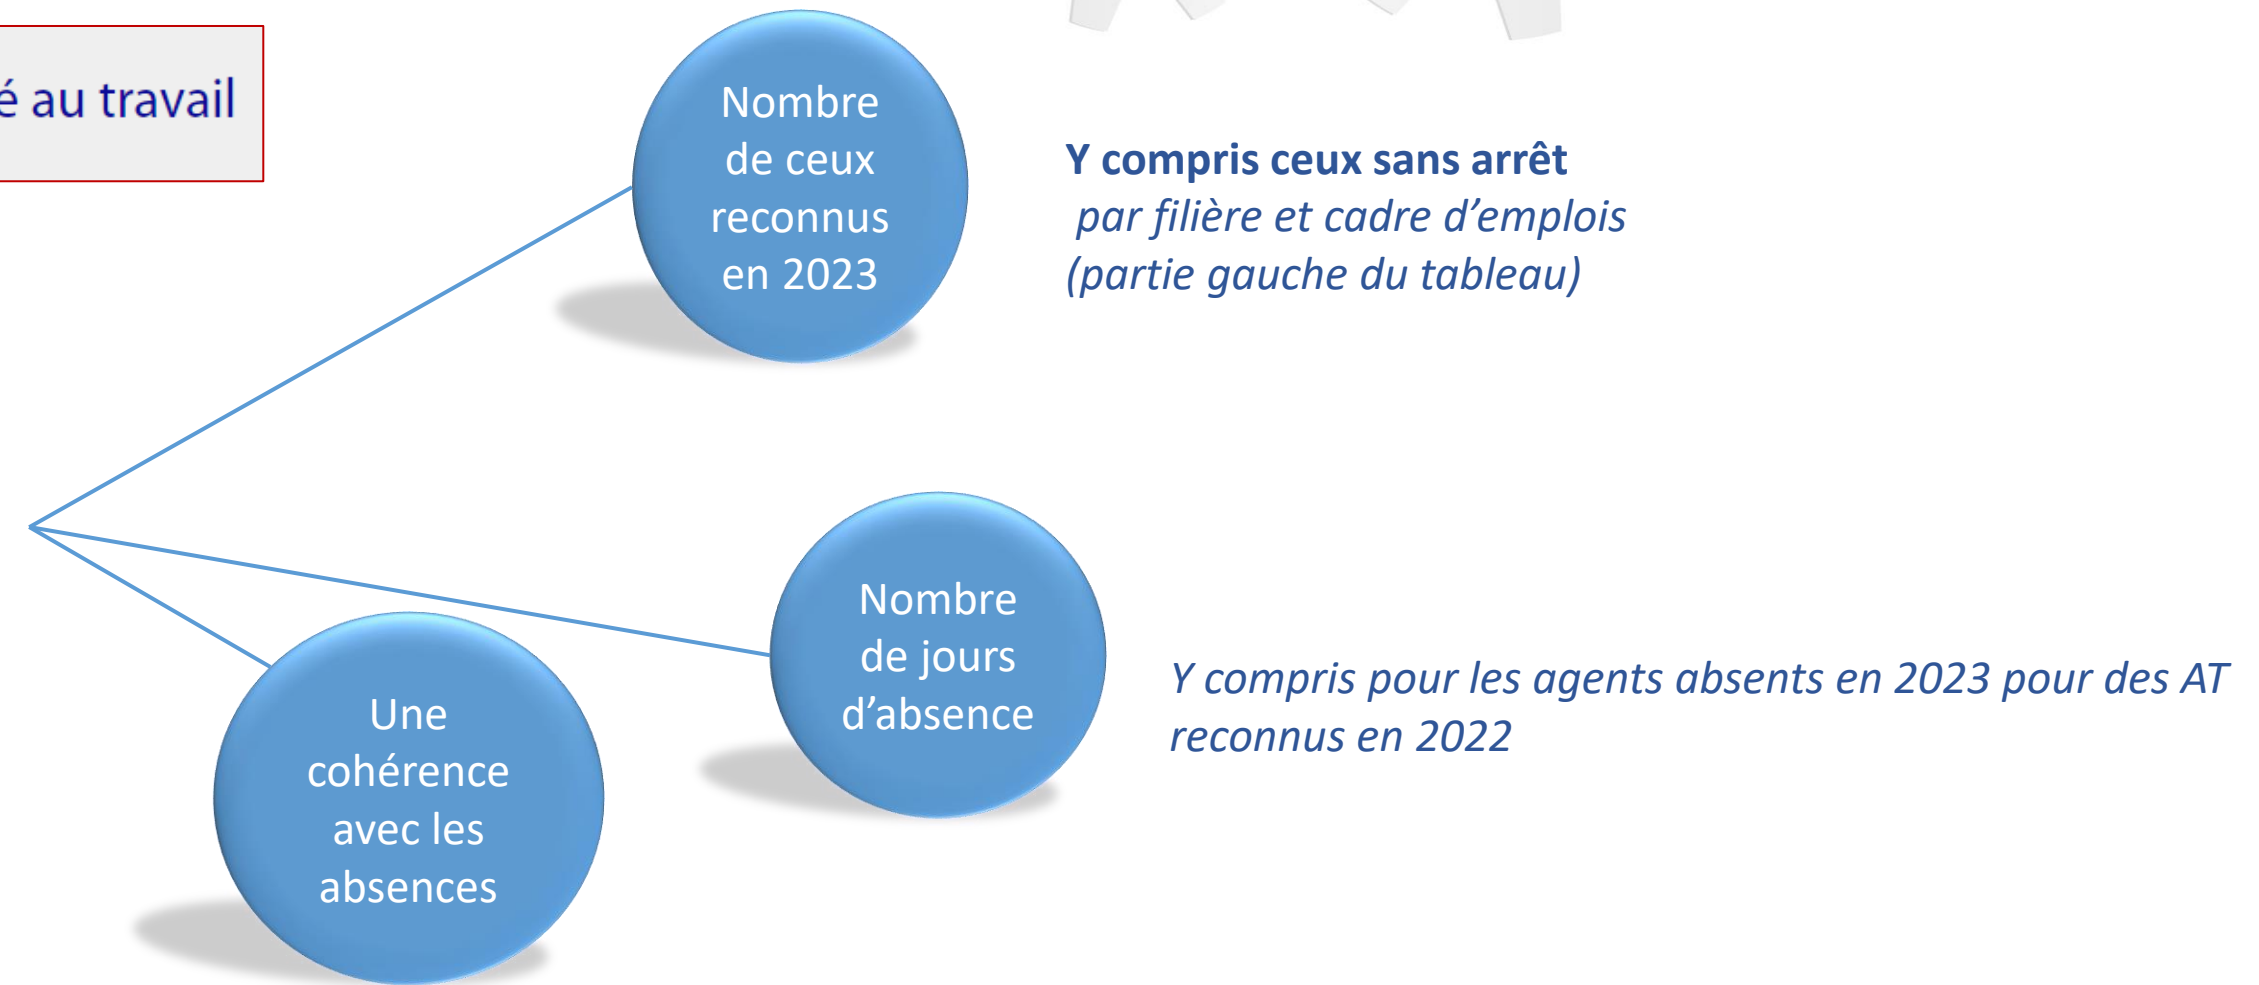 é au travail
Nombre
de ceux
reconnus
en 2023
Y compris ceux sans arrêt
par filière et cadre d’emplois
(partie gauche du tableau)
Nombre
de jours
d’absence
Y compris pour les agents absents en 2023 pour des AT
reconnus en 2022
Une
cohérence
avec les
absences